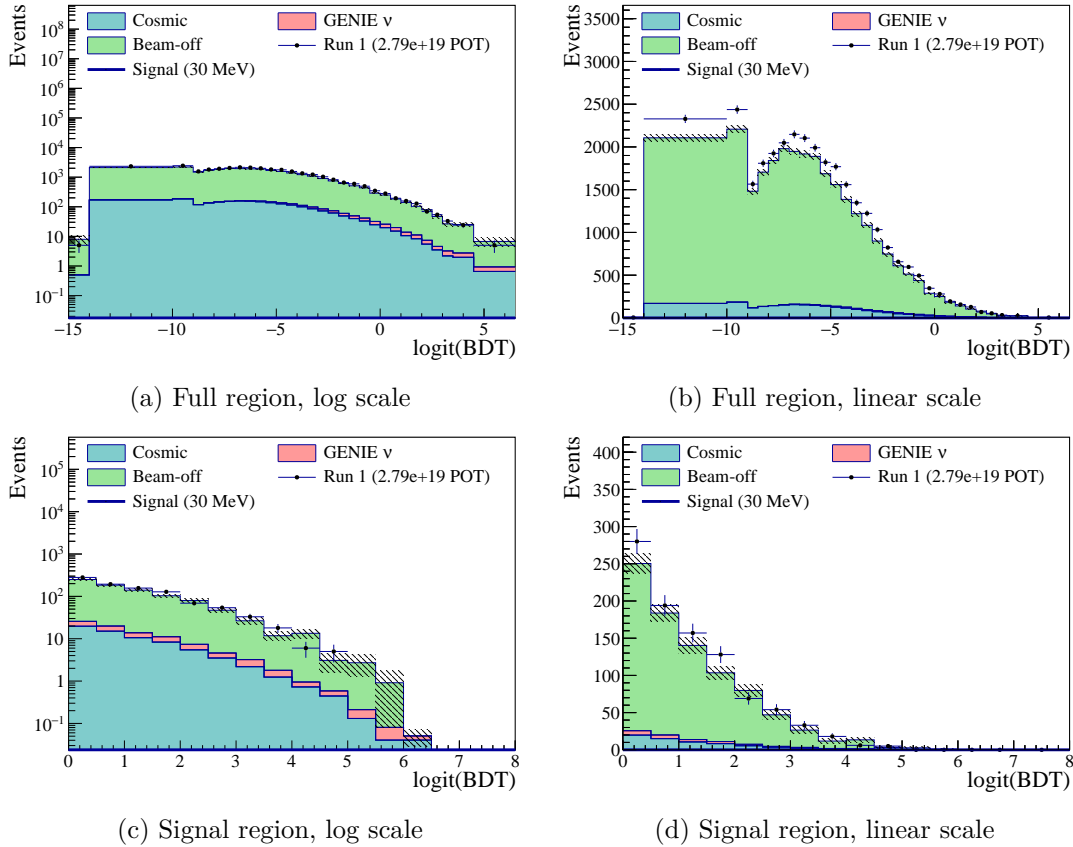 Events
10⁸
10⁷
10⁶
10⁵
10⁴
10³
10²
10
1
10⁻¹
Cosmic
GENIE ν
Beam-off
Run 1 (2.79e+19 POT)
Signal (30 MeV)
−15 −10 −5 0 5
logit(BDT)
(a) Full region, log scale
Events
3500
3000
2500
2000
1500
1000
500
0
Cosmic
GENIE ν
Beam-off
Run 1 (2.79e+19 POT)
Signal (30 MeV)
−15 −10 −5 0 5
logit(BDT)
(b) Full region, linear scale
Events
10⁵
10⁴
10³
10²
10
1
10⁻¹
Cosmic
GENIE ν
Beam-off
Run 1 (2.79e+19 POT)
Signal (30 MeV)
0 1 2 3 4 5 6 7 8
logit(BDT)
(c) Signal region, log scale
Events
400
350
300
250
200
150
100
50
0
Cosmic
GENIE ν
Beam-off
Run 1 (2.79e+19 POT)
Signal (30 MeV)
0 1 2 3 4 5 6 7 8
logit(BDT)
(d) Signal region, linear scale